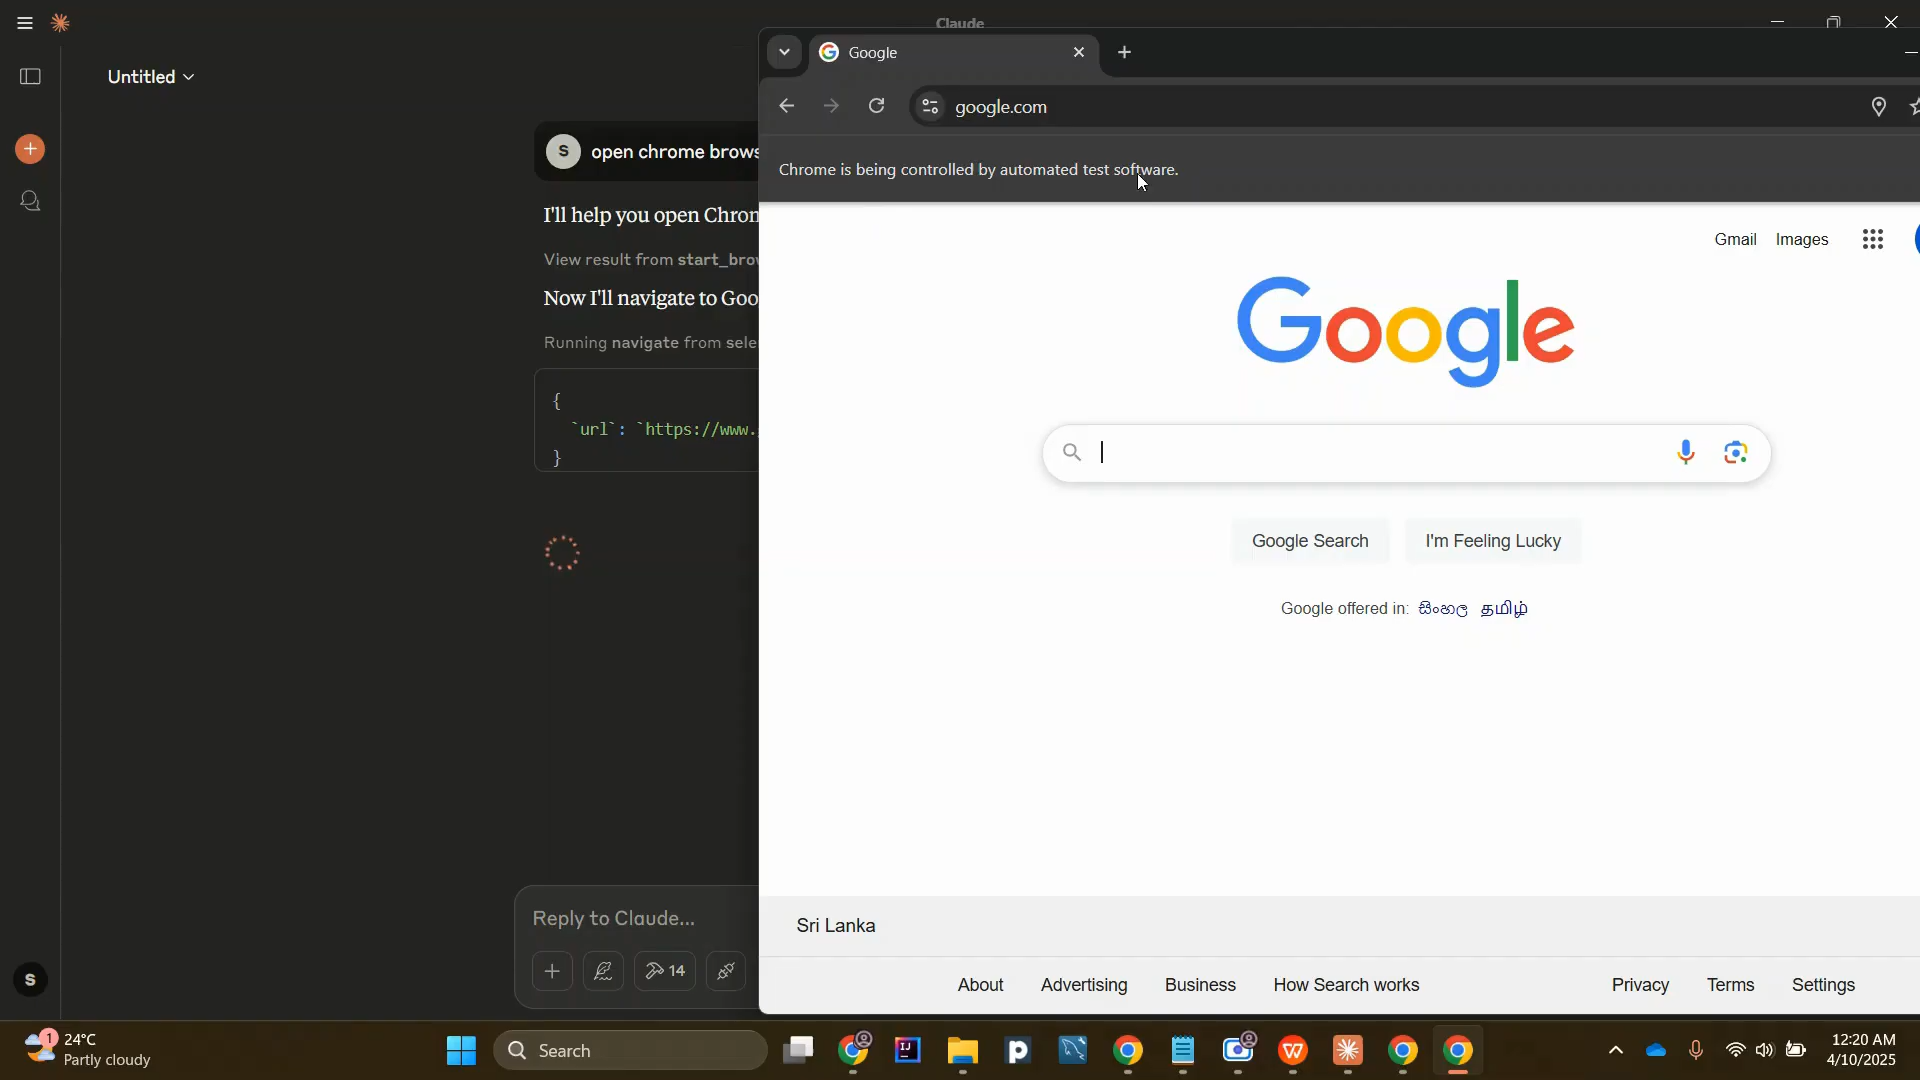 Claude
Untitled
S
open chrome brows
I'll help you open Chrom
View result from start_brow
Now I'll navigate to Goo
Running navigate from sele
{
`url`: `https://www.
}
Reply to Claude...
14
S
Google
google.com
Chrome is being controlled by automated test software.
Gmail Images
Google
Google Search I'm Feeling Lucky
Google offered in: සිංහල தமிழ்
Sri Lanka
About Advertising Business How Search works Privacy Terms Settings
1
24°C
Partly cloudy
Search
12:20 AM
4/10/2025